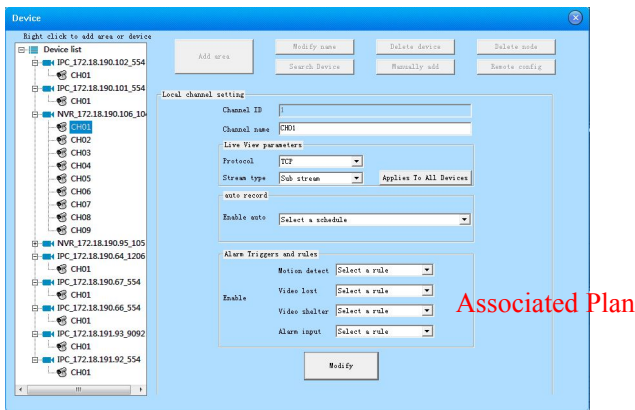 Device
Right click to add area or device
Device list
IPC_172.18.190.102_554
CH01
IPC_172.18.190.101_554
CH01
NVR_172.18.190.106_10
CH01
CH02
CH03
CH04
CH05
CH06
CH07
CH08
CH09
NVR_172.18.190.95_105
IPC_172.18.190.64_1206
CH01
IPC_172.18.190.67_554
CH01
IPC_172.18.190.66_554
CH01
IPC_172.18.191.93_9092
CH01
IPC_172.18.191.92_554
CH01
Add area
Modify name
Delete device
Delete node
Search Device
Manually add
Remote config
Local channel setting
Channel ID 1
Channel name CH01
Live View parameters
Protocol TCP
Stream type Sub stream Applies To All Devices
auto record
Enable auto Select a schedule
Alarm Triggers and rules
Motion detect Select a rule
Video lost Select a rule
Enable
Video shelter Select a rule
Alarm input Select a rule
Associated Plan
Modify